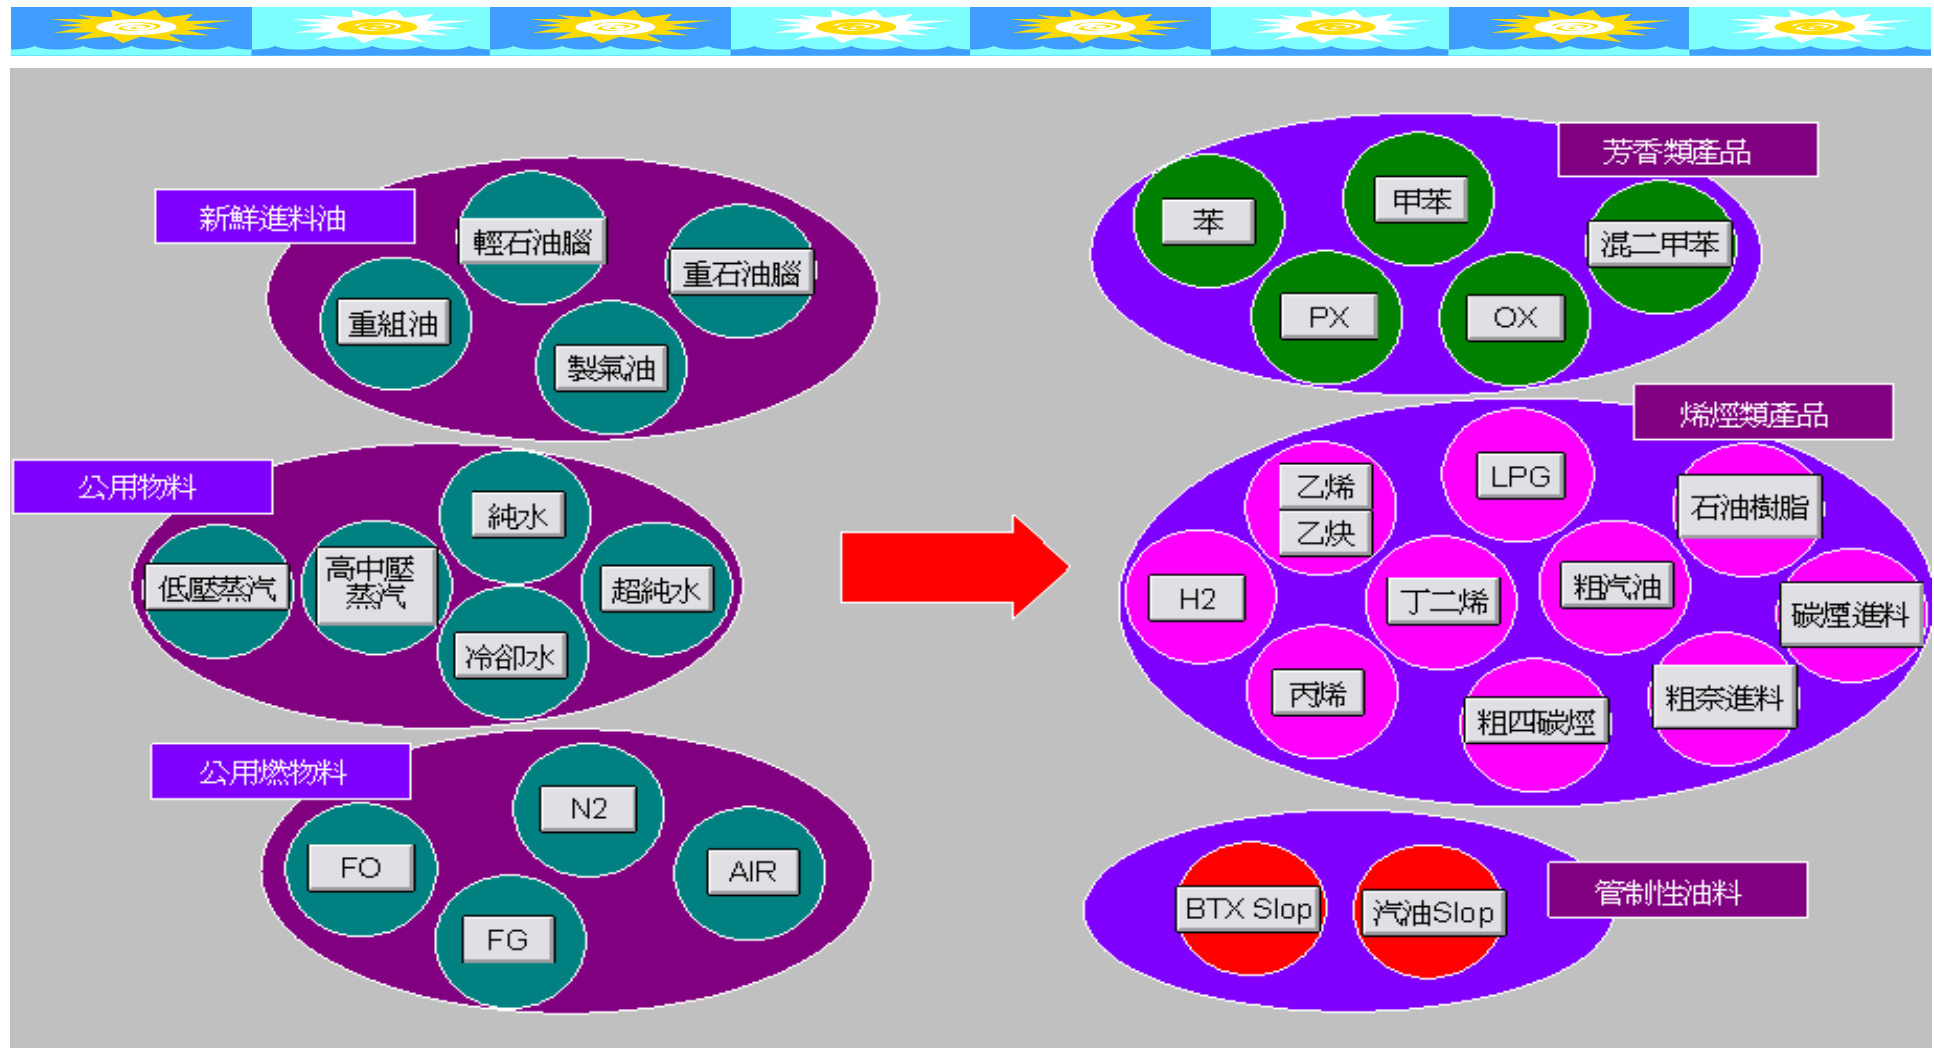 新鮮進料油
輕石油腦
重石油腦
重組油
製氣油
公用物料
純水
低壓蒸汽
高中壓
蒸汽
超純水
冷卻水
公用燃物料
N2
FO
AIR
FG
芳香類產品
苯
甲苯
混二甲苯
PX
OX
烯烴類產品
乙烯
乙炔
LPG
石油樹脂
H2
丁二烯
粗汽油
碳煙進料
丙烯
粗四碳烴
粗奈進料
管制性油料
BTX Slop
汽油Slop